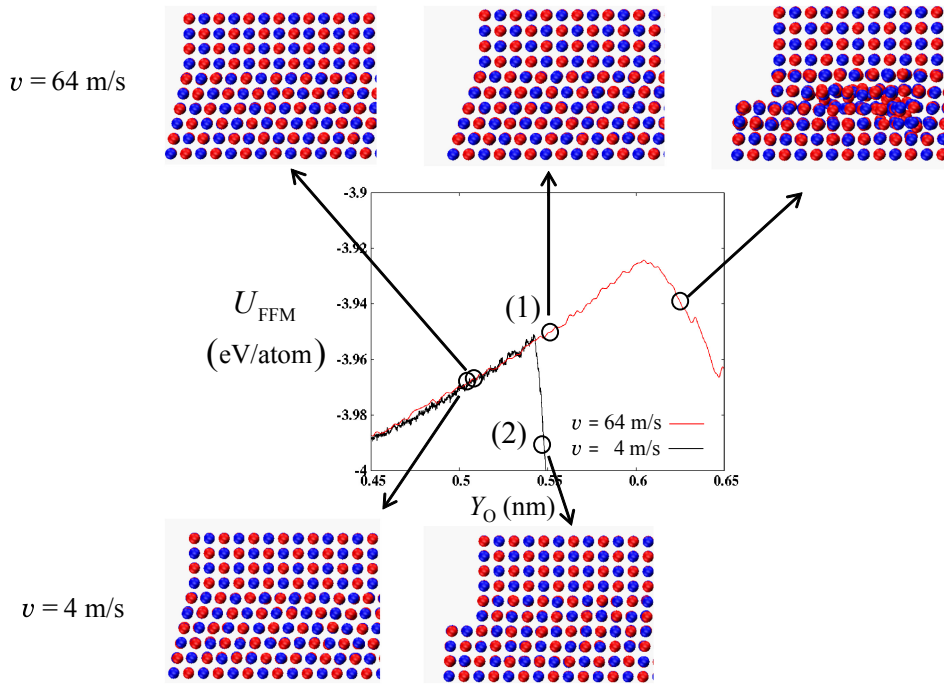 v = 64 m/s
-3.9
-3.92
-3.94
-3.96
-3.98
-4
U_FFM
(eV/atom)
(1)
(2)
v = 64 m/s
v = 4 m/s
0.45
0.5
0.55
0.6
0.65
Y_O (nm)
v = 4 m/s